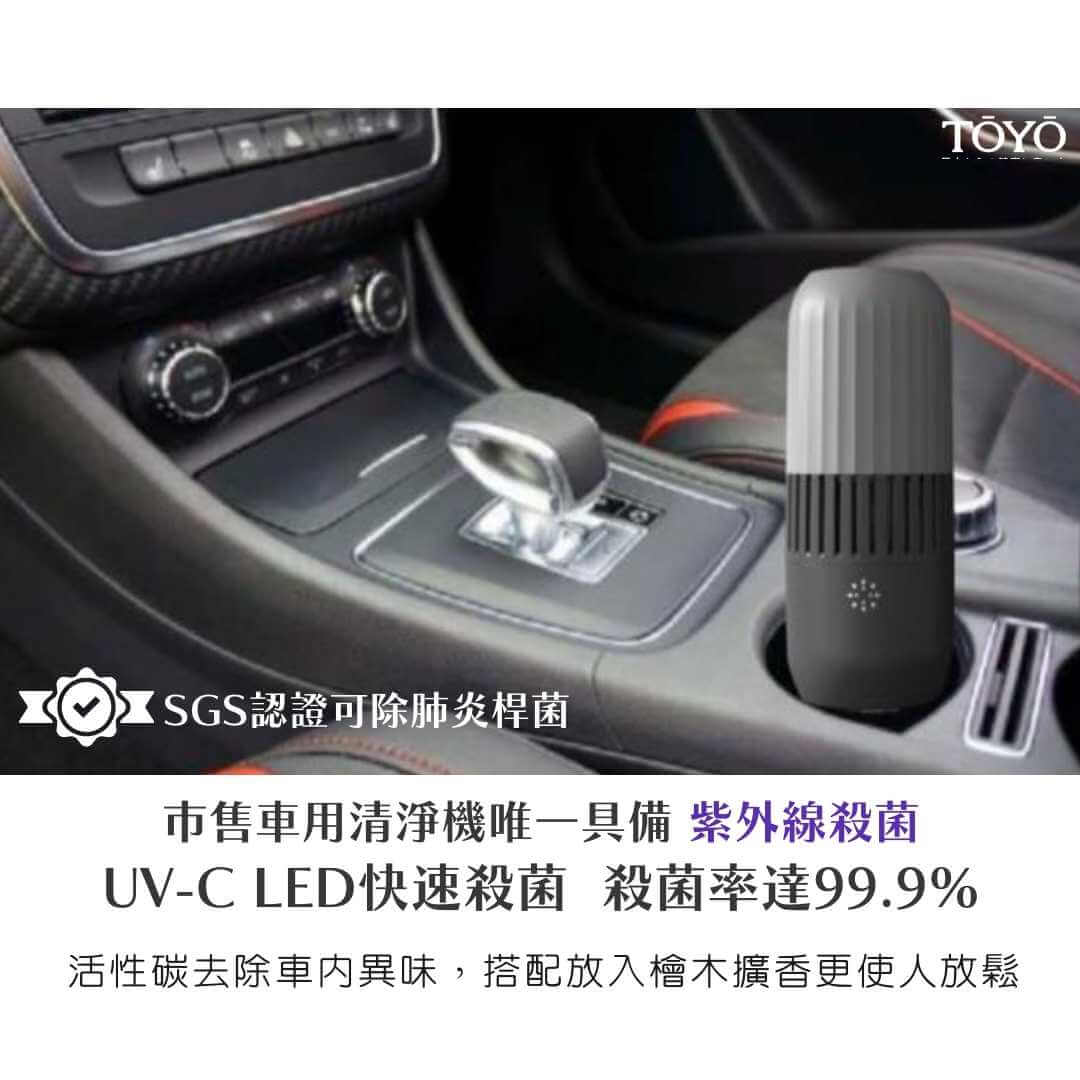 TŌYŌ
SGS認證可除肺炎桿菌
市售車用清淨機唯一具備 紫外線殺菌
UV-C LED快速殺菌 殺菌率達99.9%
活性碳去除車內異味，搭配放入檜木擴香更使人放鬆